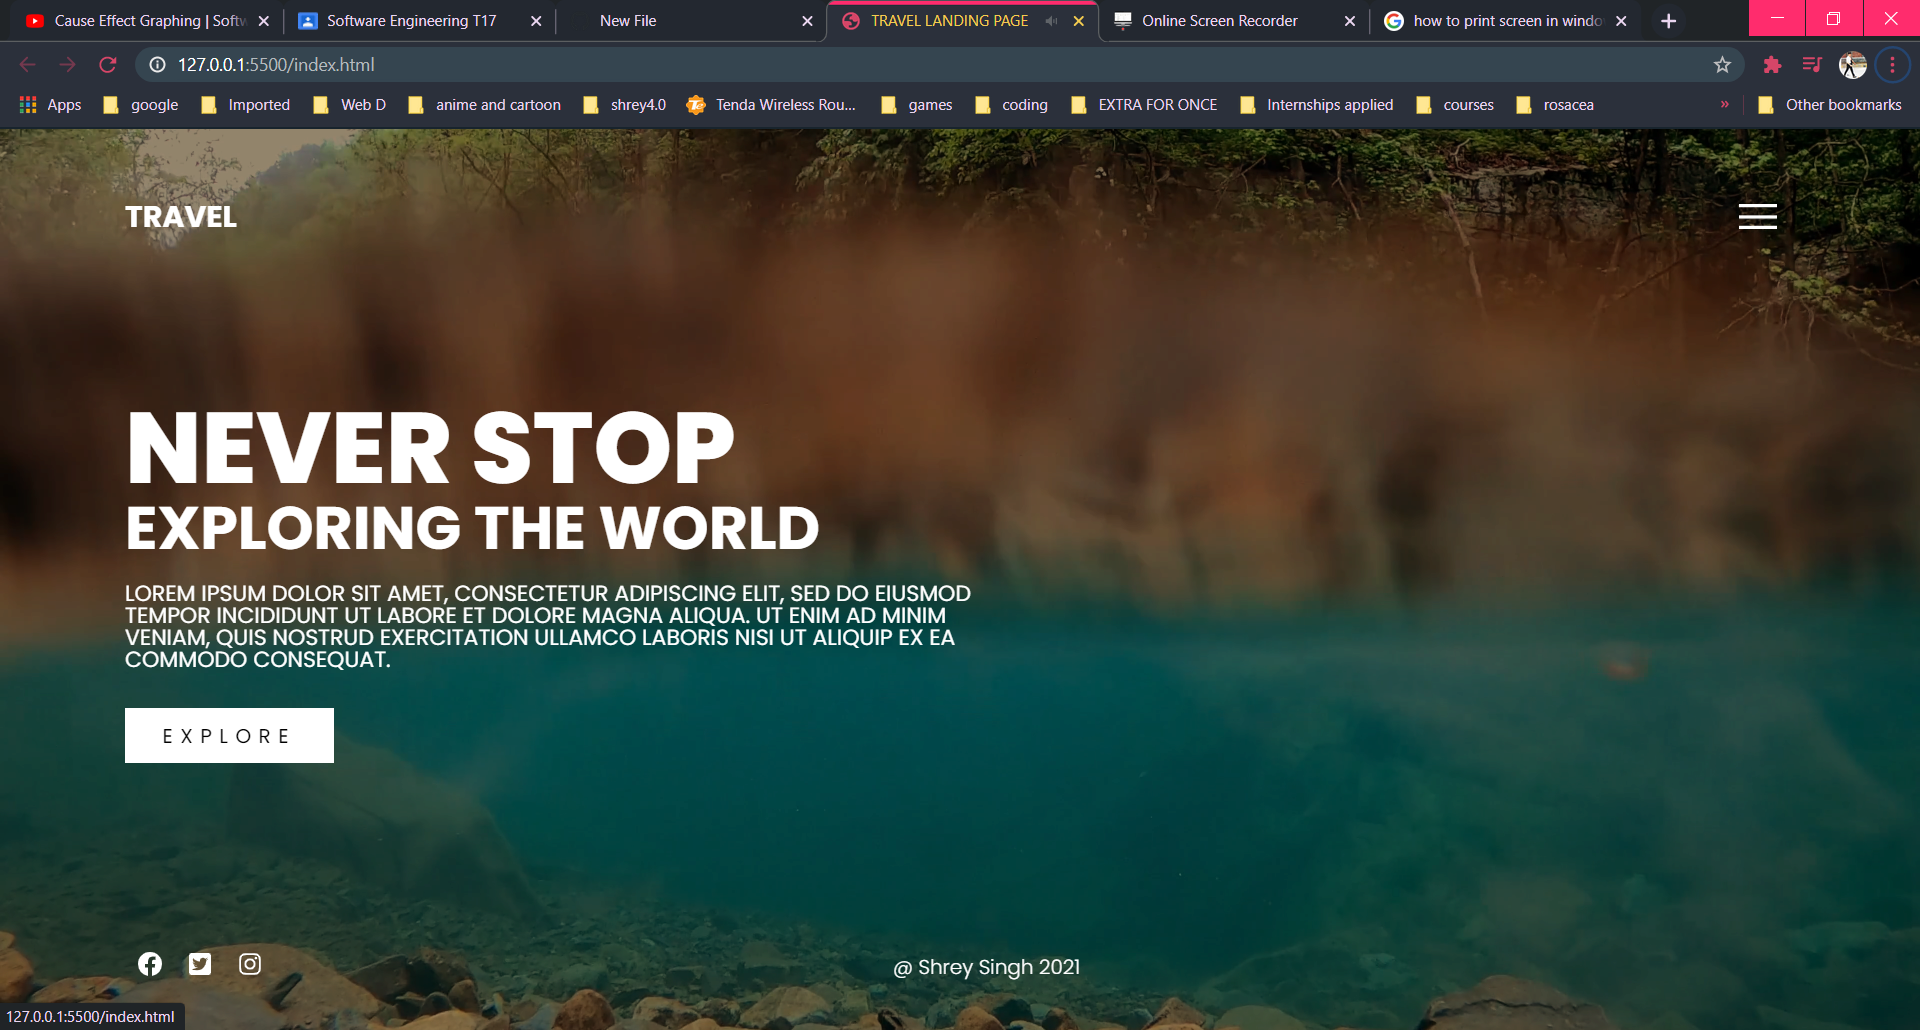 Cause Effect Graphing | Softw
Software Engineering T17
New File
TRAVEL LANDING PAGE
Online Screen Recorder
how to print screen in windo
127.0.0.1:5500/index.html
Apps
google
Imported
Web D
anime and cartoon
shrey4.0
Tenda Wireless Rou...
games
coding
EXTRA FOR ONCE
Internships applied
courses
rosacea
»
Other bookmarks
TRAVEL
NEVER STOP
EXPLORING THE WORLD
LOREM IPSUM DOLOR SIT AMET, CONSECTETUR ADIPISCING ELIT, SED DO EIUSMOD
TEMPOR INCIDIDUNT UT LABORE ET DOLORE MAGNA ALIQUA. UT ENIM AD MINIM
VENIAM, QUIS NOSTRUD EXERCITATION ULLAMCO LABORIS NISI UT ALIQUIP EX EA
COMMODO CONSEQUAT.
EXPLORE
@ Shrey Singh 2021
127.0.0.1:5500/index.html